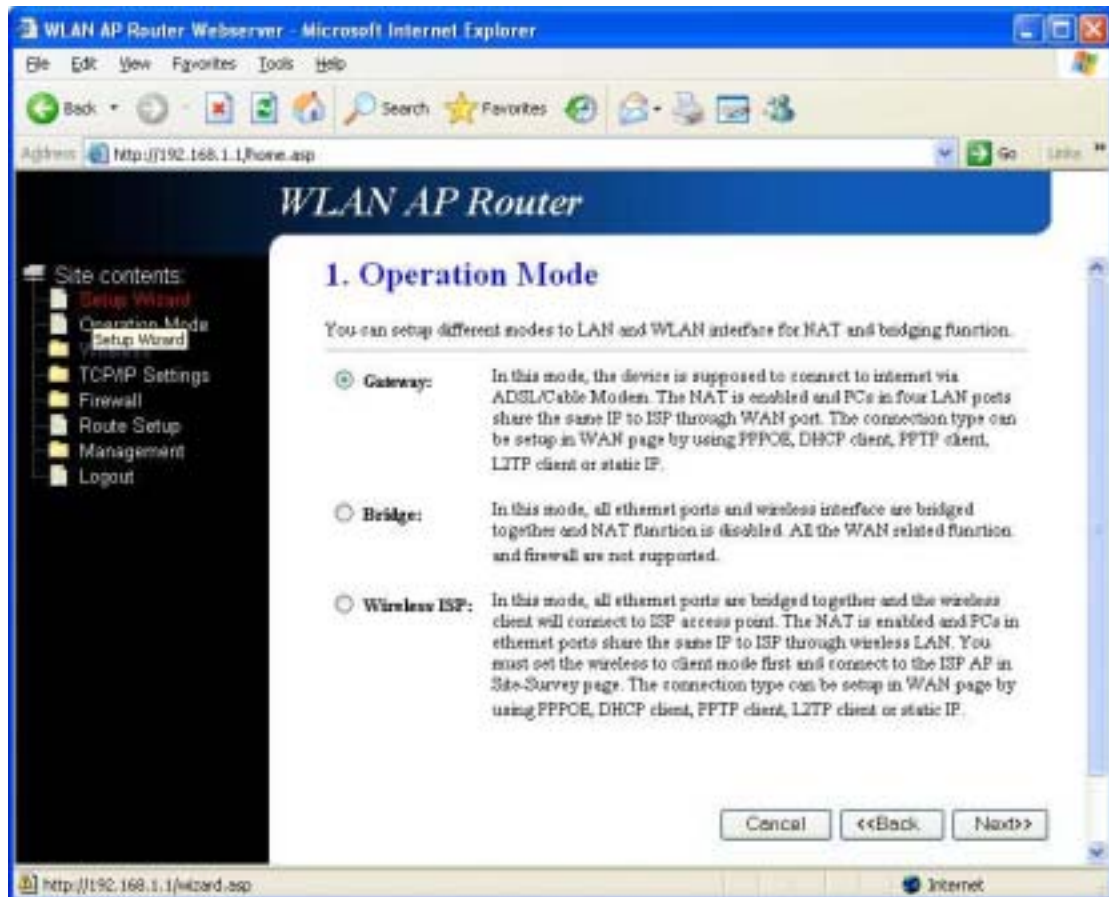 WLAN AP Router Webserver - Microsoft Internet Explorer
File Edit View Favorites Tools Help
Back Search Favorites
Address http://192.168.1.1/home.asp Go Links »
WLAN AP Router
Site contents:
Setup Wizard
Operation Mode
Setup Wizard
Wireless
TCP/IP Settings
Firewall
Route Setup
Management
Logout
1. Operation Mode
You can setup different modes to LAN and WLAN interface for NAT and bridging function.
Gateway: In this mode, the device is supposed to connect to internet via
ADSL/Cable Modem. The NAT is enabled and PCs in four LAN ports
share the same IP to ISP through WAN port. The connection type can
be setup in WAN page by using PPPOE, DHCP client, PPTP client,
L2TP client or static IP.
Bridge: In this mode, all ethernet ports and wireless interface are bridged
together and NAT function is disabled. All the WAN related function
and firewall are not supported.
Wireless ISP: In this mode, all ethernet ports are bridged together and the wireless
client will connect to ISP access point. The NAT is enabled and PCs in
ethernet ports share the same IP to ISP through wireless LAN. You
must set the wireless to client mode first and connect to the ISP AP in
Site-Survey page. The connection type can be setup in WAN page by
using PPPOE, DHCP client, PPTP client, L2TP client or static IP.
Cancel <<Back Next>>
http://192.168.1.1/wizard.asp Internet